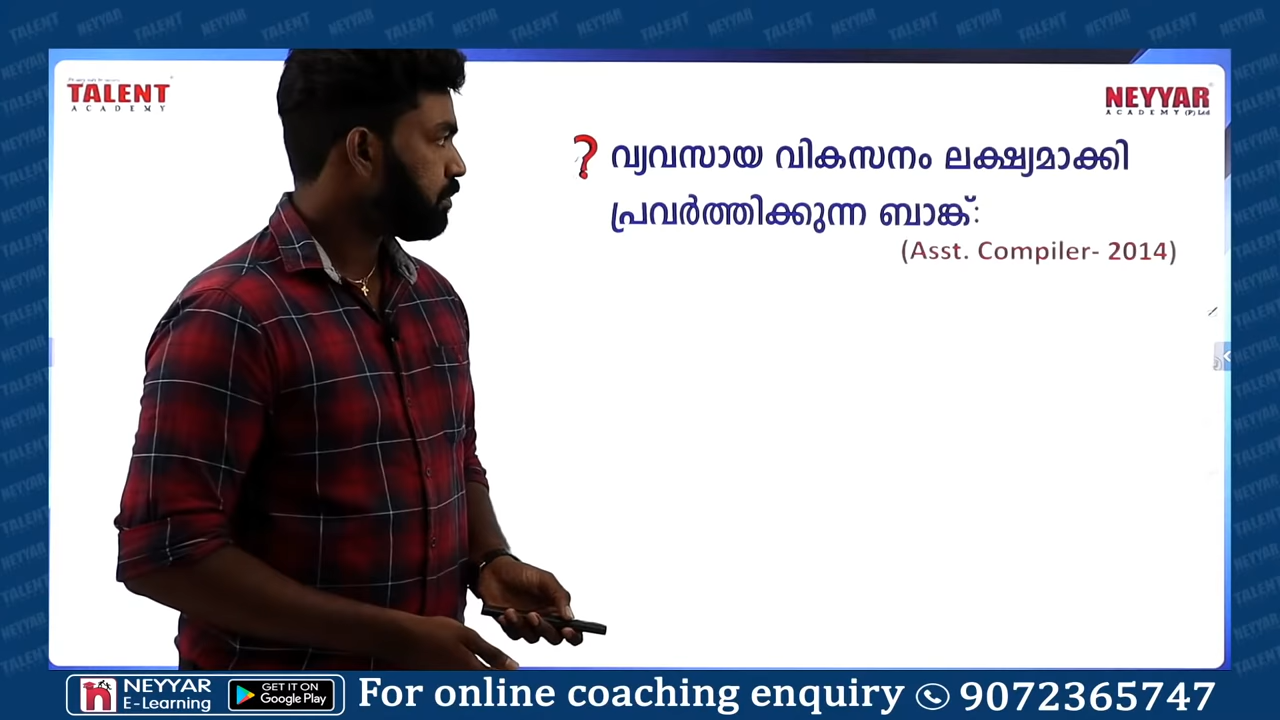 TALENT
ACADEMY
NEYYAR
ACADEMY (P) Ltd
? വ്യവസായ വികസനം ലക്ഷ്യമാക്കി
പ്രവർത്തിക്കുന്ന ബാങ്ക്:
(Asst. Compiler- 2014)
NEYYAR
E-Learning
GET IT ON
Google Play
For online coaching enquiry 9072365747